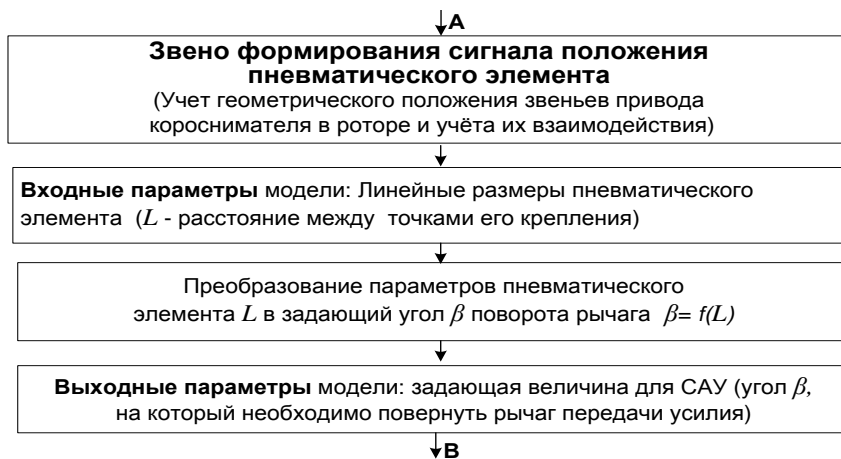 A
Звено формирования сигнала положения
пневматического элемента
(Учет геометрического положения звеньев привода
короснимателя в роторе и учёта их взаимодействия)
Входные параметры модели: Линейные размеры пневматического
элемента (L - расстояние между точками его крепления)
Преобразование параметров пневматического
элемента L в задающий угол β поворота рычага β= f(L)
Выходные параметры модели: задающая величина для САУ (угол β,
на который необходимо повернуть рычаг передачи усилия)
В